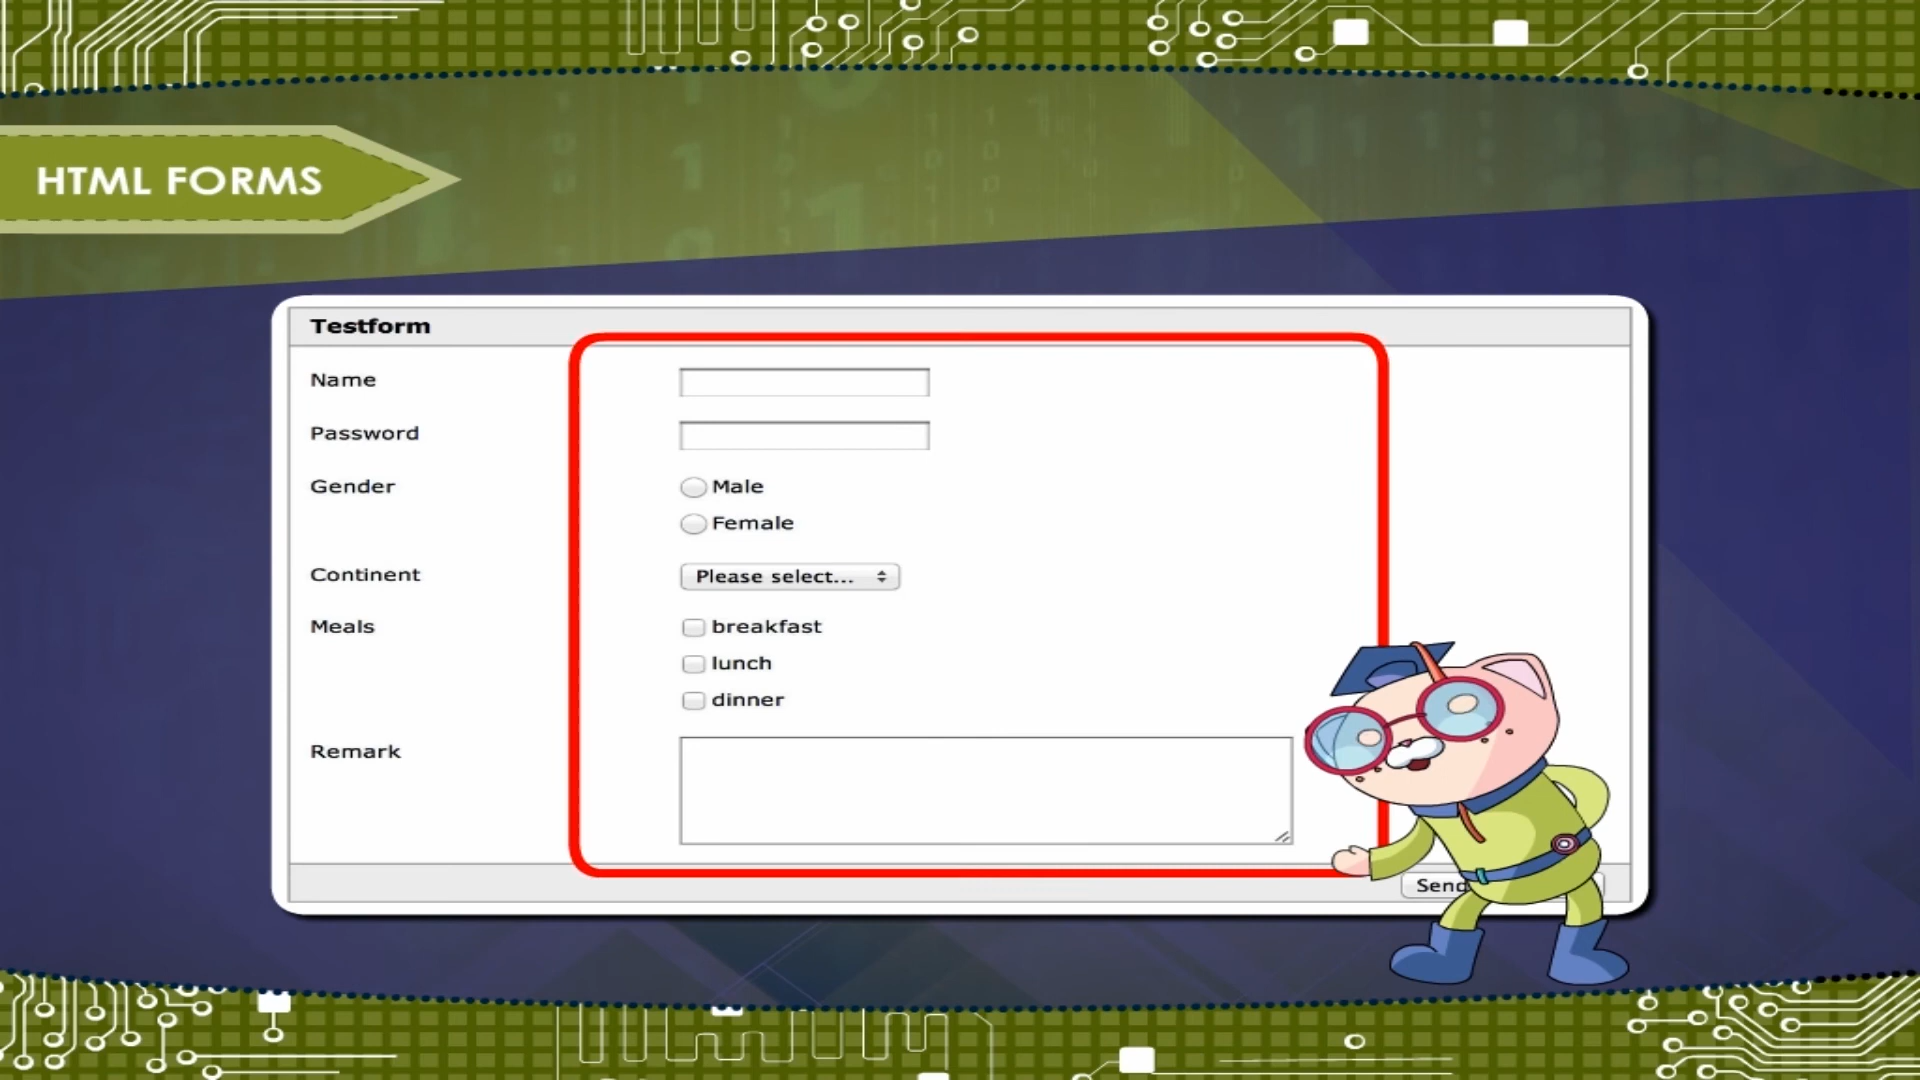 HTML FORMS
Testform
Name
Password
Gender
Male
Female
Continent
Please select...
Meals
breakfast
lunch
dinner
Remark
Send